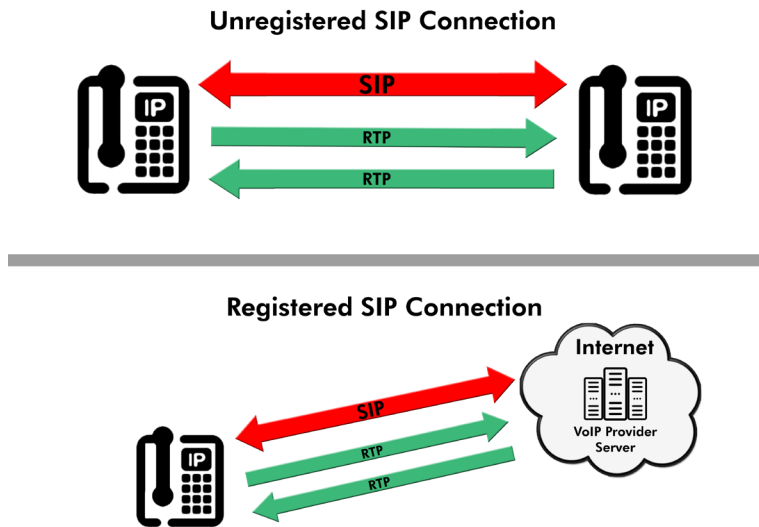 Unregistered SIP Connection
IP
SIP
IP
RTP
RTP
Registered SIP Connection
Internet
...
...
...
VoIP Provider
Server
SIP
RTP
IP
RTP